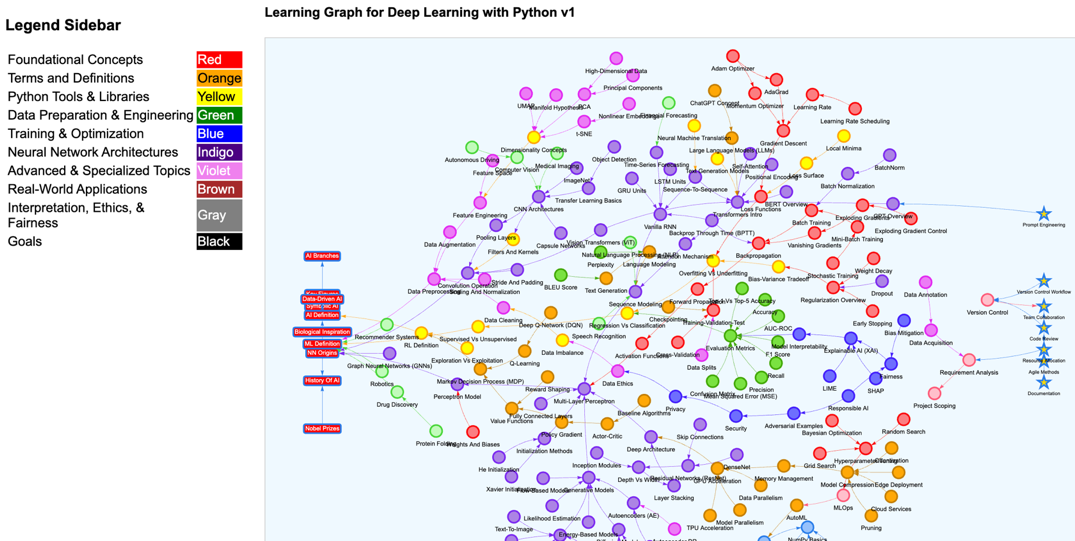 Learning Graph for Deep Learning with Python v1
Legend Sidebar
Foundational Concepts Red
Terms and Definitions Orange
Python Tools & Libraries Yellow
Data Preparation & Engineering Green
Training & Optimization Blue
Neural Network Architectures Indigo
Advanced & Specialized Topics Violet
Real-World Applications Brown
Interpretation, Ethics, &
Fairness
Gray
Goals Black
High-Dimensional Data
Principal Components
UMAP
Manifold Hypothesis
PCA
Nonlinear Embedding
t-SNE
Dimensionality Concepts
Financial Forecasting
Adam Optimizer
AdaGrad
ChatGPT Concept
Momentum Optimizer
Learning Rate
Learning Rate Scheduling
Gradient Descent
Neural Machine Translation
Large Language Models (LLMs)
Local Minima
Autonomous Driving
Computer Vision
Feature Space
Medical Imaging
Object Detection
Time-Series Forecasting
Text Generation Models
Self-Attention
Positional Encoding
Loss Surface
BatchNorm
Batch Normalization
ImageNet
Transfer Learning Basics
GRU Units
LSTM Units
Sequence-To-Sequence
BERT Overview
Loss Functions
Transformers Intro
CNN Architectures
Feature Engineering
Vanilla RNN
Batch Training
Exploding Gradients
GPT Overview
Exploding Gradient Control
Prompt Engineering
Data Augmentation
Pooling Layers
Filters And Kernels
Capsule Networks
Vision Transformers (ViT)
Backprop Through Time (BPTT)
Vanishing Gradients
Mini-Batch Training
Natural Language Processing (NLP)
Attention Mechanism
Backpropagation
Perplexity
Language Modeling
Overfitting VS Underfitting
Bias-Variance Tradeoff
Stochastic Training
Weight Decay
AI Branches
Data Preprocessing
Convolution Operation
Scaling And Normalization
Stride And Padding
BLEU Score
Text Generation
Sequence Modeling
Forward Propagation
Top-1 Vs Top-5 Accuracy
Regularization Overview
Dropout
Data Annotation
Version Control Workflow
Data-Driven AI
AI Definition
Biological Inspiration
ML Definition
NN Origins
History Of AI
Nobel Prizes
Data Cleaning
Deep Q-Network (DQN)
Checkpointing
Regression Vs Classification
Training-Validation-Test
Accuracy
AUC-ROC
Early Stopping
Bias Mitigation
Data Acquisition
Version Control
Team Collaboration
Code Review
Recommender Systems
RL Definition
Supervised Vs Unsupervised
Data Imbalance
Speech Recognition
Activation Functions
Cross-Validation
Evaluation Metrics
Model Interpretability
F1 Score
Explainable AI (XAI)
Graph Neural Networks (GNNs)
Exploration Vs Exploitation
Q-Learning
Data Splits
Recall
LIME
SHAP
Fairness
Requirement Analysis
Agile Methods
Documentation
Robotics
Markov Decision Process (MDP)
Perceptron Model
Reward Shaping
Multi-Layer Perceptron
Data Ethics
Confusion Matrix
Mean Squared Error (MSE)
Precision
Project Scoping
Drug Discovery
Fully Connected Layers
Value Functions
Baseline Algorithms
Privacy
Security
Adversarial Examples
Responsible AI
Protein Folding
Weights And Biases
Policy Gradient
Actor-Critic
Skip Connections
Bayesian Optimization
Random Search
Initialization Methods
Deep Architecture
Hyperparameter Tuning
He Initialization
Inception Modules
Depth Vs Width
DenseNet
Residual Networks (ResNet)
GPU Acceleration
Memory Management
Grid Search
Model Compression
Edge Deployment
Xavier Initialization
Flow-Based Models
Generative Models
Layer Stacking
Data Parallelism
MLOps
Cloud Services
Likelihood Estimation
Autoencoders (AE)
Model Parallelism
AutoML
Pruning
Text-To-Image
Energy-Based Models
TPU Acceleration
NumPy Basics